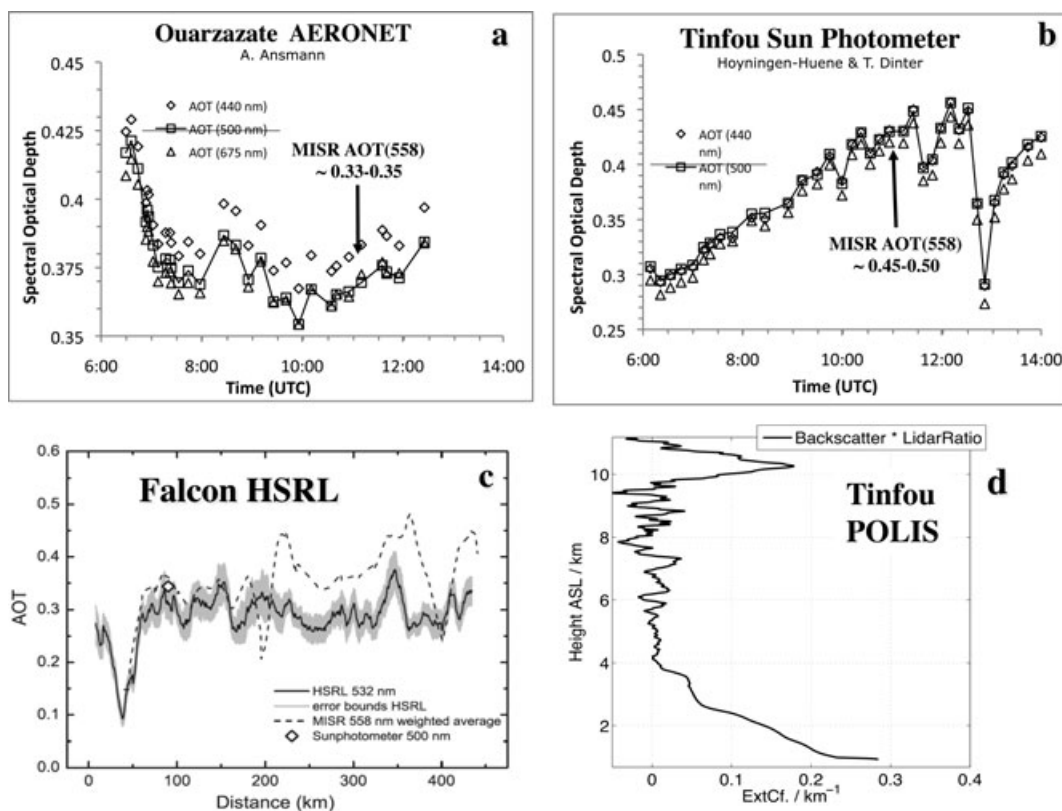 Ouarzazate AERONET
a
A. Ansmann
0.45
0.425
0.4
0.375
0.35
Spectral Optical Depth
AOT (440 nm)
AOT (500 nm)
AOT (675 nm)
MISR AOT(558)
~ 0.33-0.35
6:00 8:00 10:00 12:00 14:00
Time (UTC)
Tinfou Sun Photometer
b
Hoyningen-Huene & T. Dinter
0.5
0.45
0.4
0.35
0.3
0.25
Spectral Optical Depth
AOT (440
nm)
AOT (500
nm)
MISR AOT(558)
~ 0.45-0.50
6:00 8:00 10:00 12:00 14:00
Time (UTC)
Falcon HSRL
c
0.6
0.5
0.4
0.3
0.2
0.1
0.0
AOT
HSRL 532 nm
error bounds HSRL
MISR 558 nm weighted average
Sunphotometer 500 nm
0 100 200 300 400
Distance (km)
Backscatter * LidarRatio
Tinfou
POLIS
d
10
8
6
4
2
Height ASL / km
0 0.1 0.2 0.3 0.4
ExtCf. / km⁻¹